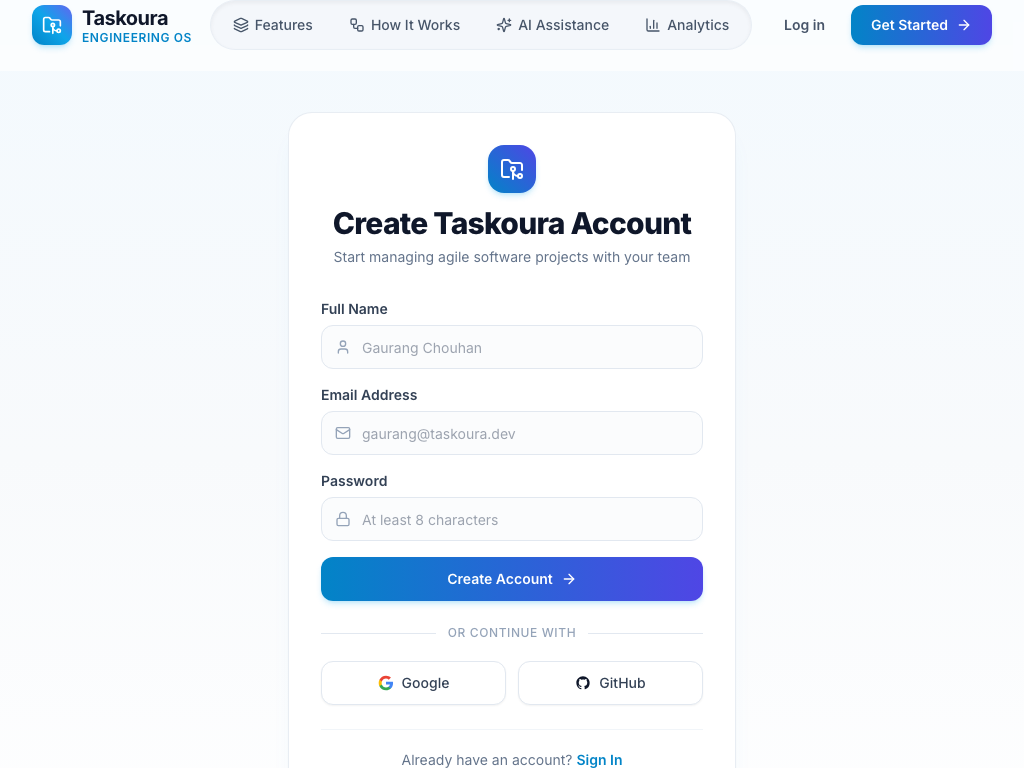 Taskoura
ENGINEERING OS
Features
How It Works
AI Assistance
Analytics
Log in
Get Started
Create Taskoura Account
Start managing agile software projects with your team
Full Name
Gaurang Chouhan
Email Address
gaurang@taskoura.dev
Password
At least 8 characters
Create Account
OR CONTINUE WITH
Google
GitHub
Already have an account? Sign In